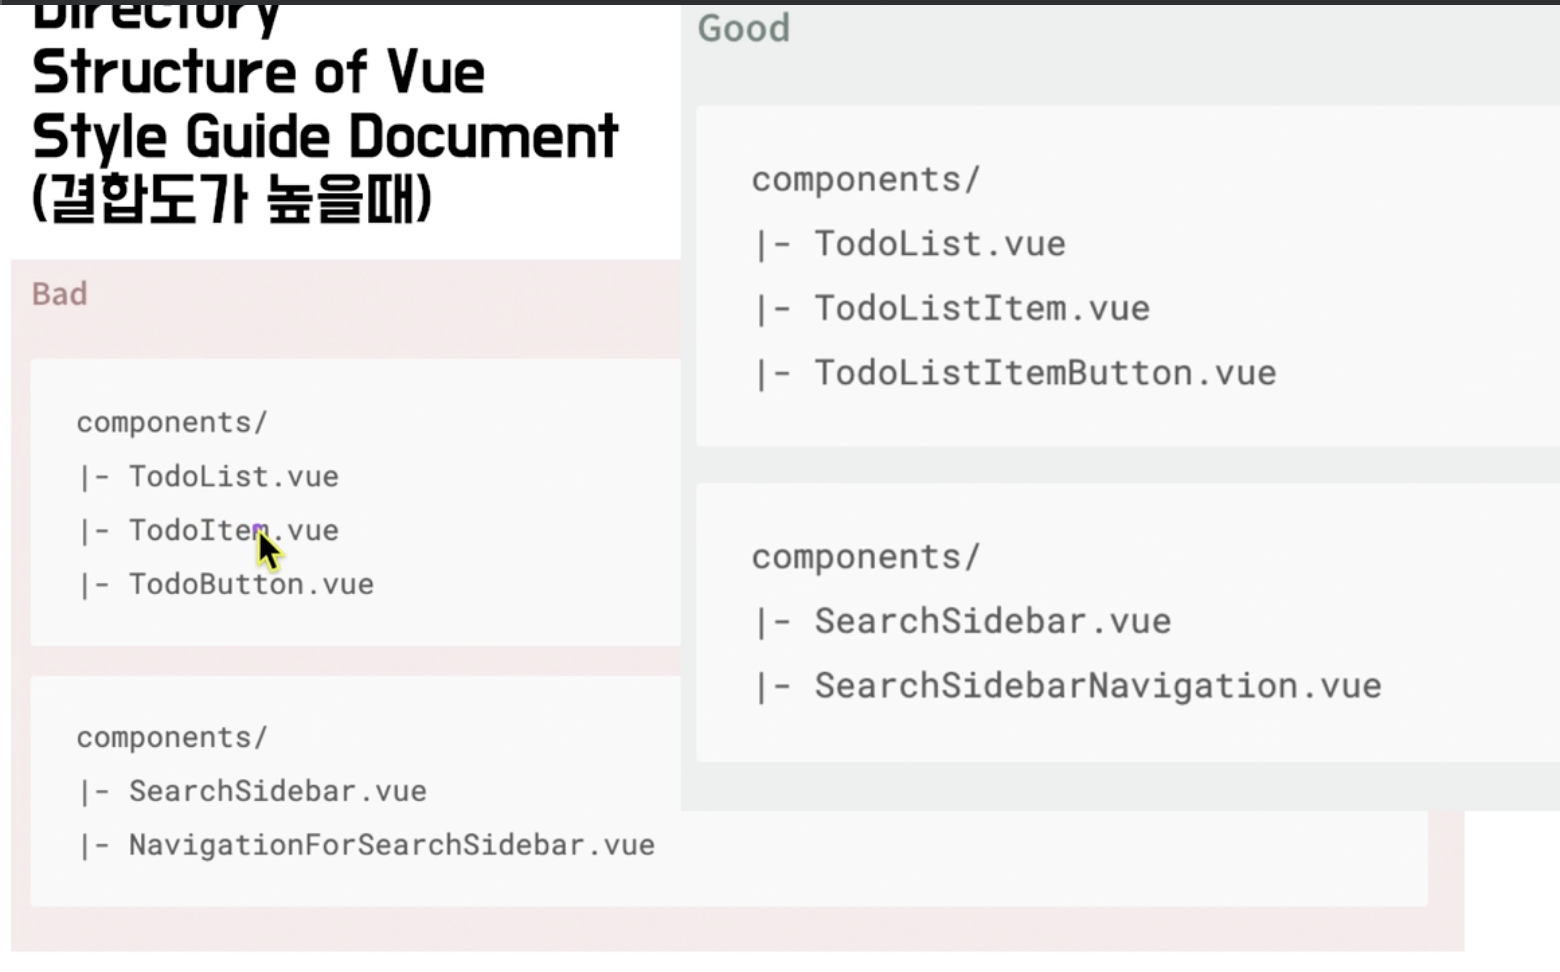 Directory
Structure of Vue
Style Guide Document
(결합도가 높을때)
Bad
components/
|- TodoList.vue
|- TodoItem.vue
|- TodoButton.vue
components/
|- SearchSidebar.vue
|- NavigationForSearchSidebar.vue
Good
components/
|- TodoList.vue
|- TodoListItem.vue
|- TodoListItemButton.vue
components/
|- SearchSidebar.vue
|- SearchSidebarNavigation.vue